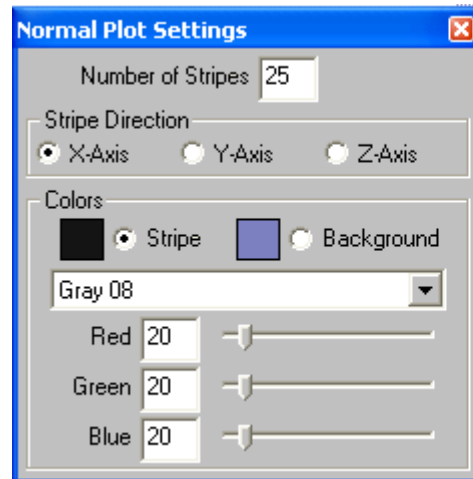 Normal Plot Settings
Number of Stripes 25
Stripe Direction
X-Axis Y-Axis Z-Axis
Colors
Stripe Background
Gray 08
Red 20
Green 20
Blue 20